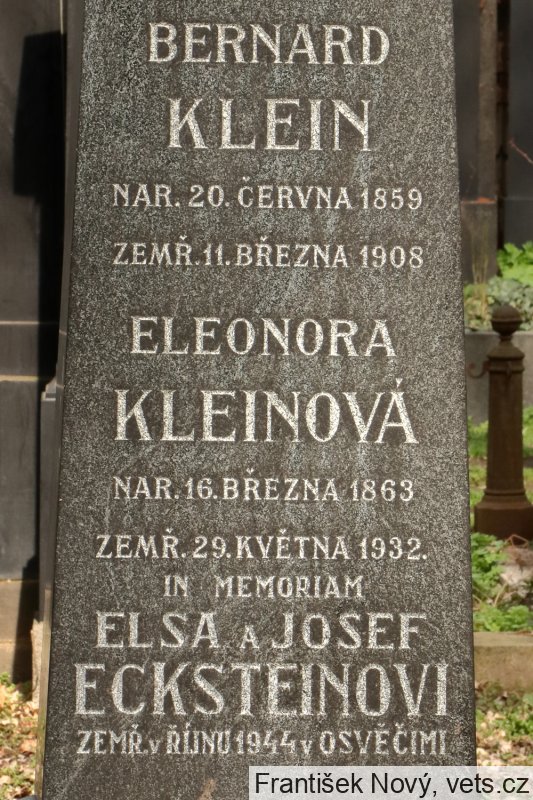 BERNARD
KLEIN
NAR. 20. ČERVNA 1859
ZEMŘ. 11. BŘEZNA 1908
ELEONORA
KLEINOVÁ
NAR. 16. BŘEZNA 1863
ZEMŘ. 29. KVĚTNA 1932.
IN MEMORIAM
ELSA A JOSEF
ECKSTEINOVI
ZEMŘ. V ŘÍJNU 1944 V OSVĚČIMI
František Nový, vets.cz